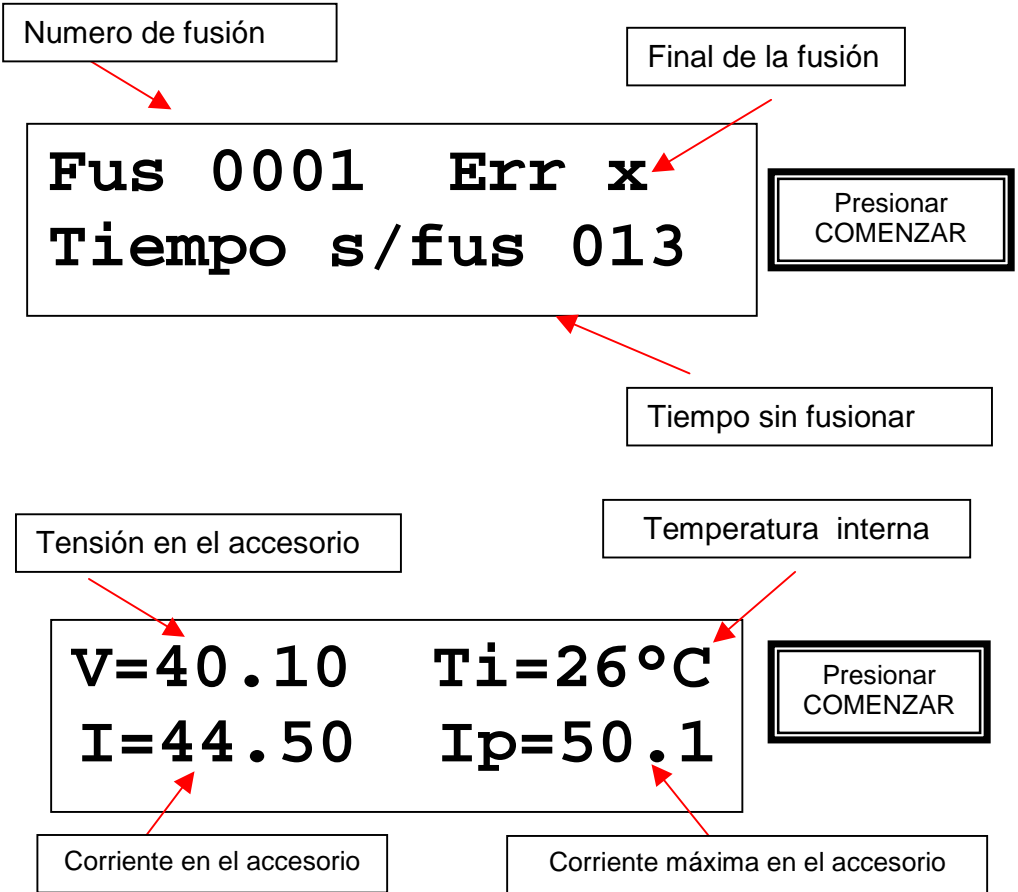 Numero de fusión
Final de la fusión
Fus 0001 Err x
Tiempo s/fus 013
Presionar
COMENZAR
Tiempo sin fusionar
Tensión en el accesorio
Temperatura interna
V=40.10 Ti=26ºC
I=44.50 Ip=50.1
Presionar
COMENZAR
Corriente en el accesorio
Corriente máxima en el accesorio